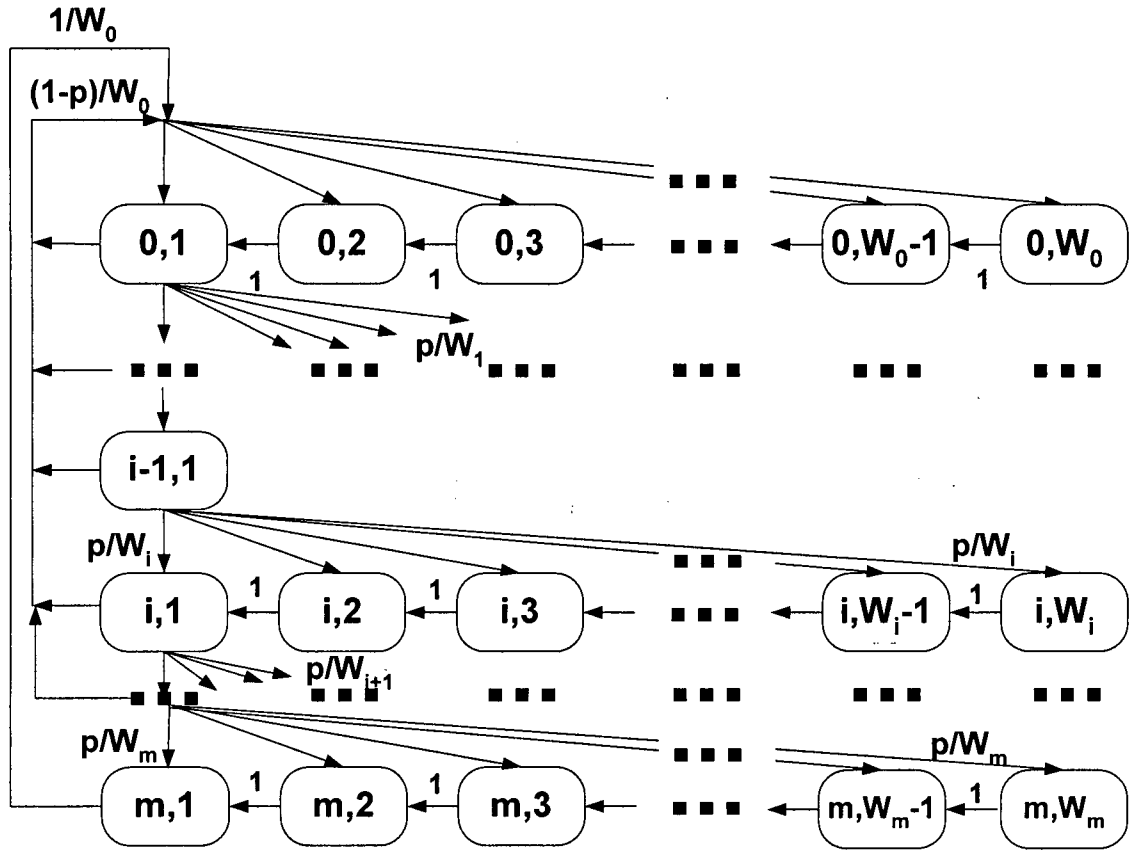 1/W₀
(1-p)/W₀
0,1 0,2 0,3 0,W₀-1 0,W₀
1 1 1
p/W₁
i-1,1
p/Wᵢ p/Wᵢ
1 1 1
i,1 i,2 i,3 i,Wᵢ-1 i,Wᵢ
p/Wᵢ₊₁
p/Wₘ p/Wₘ
1 1 1
m,1 m,2 m,3 m,Wₘ-1 m,Wₘ